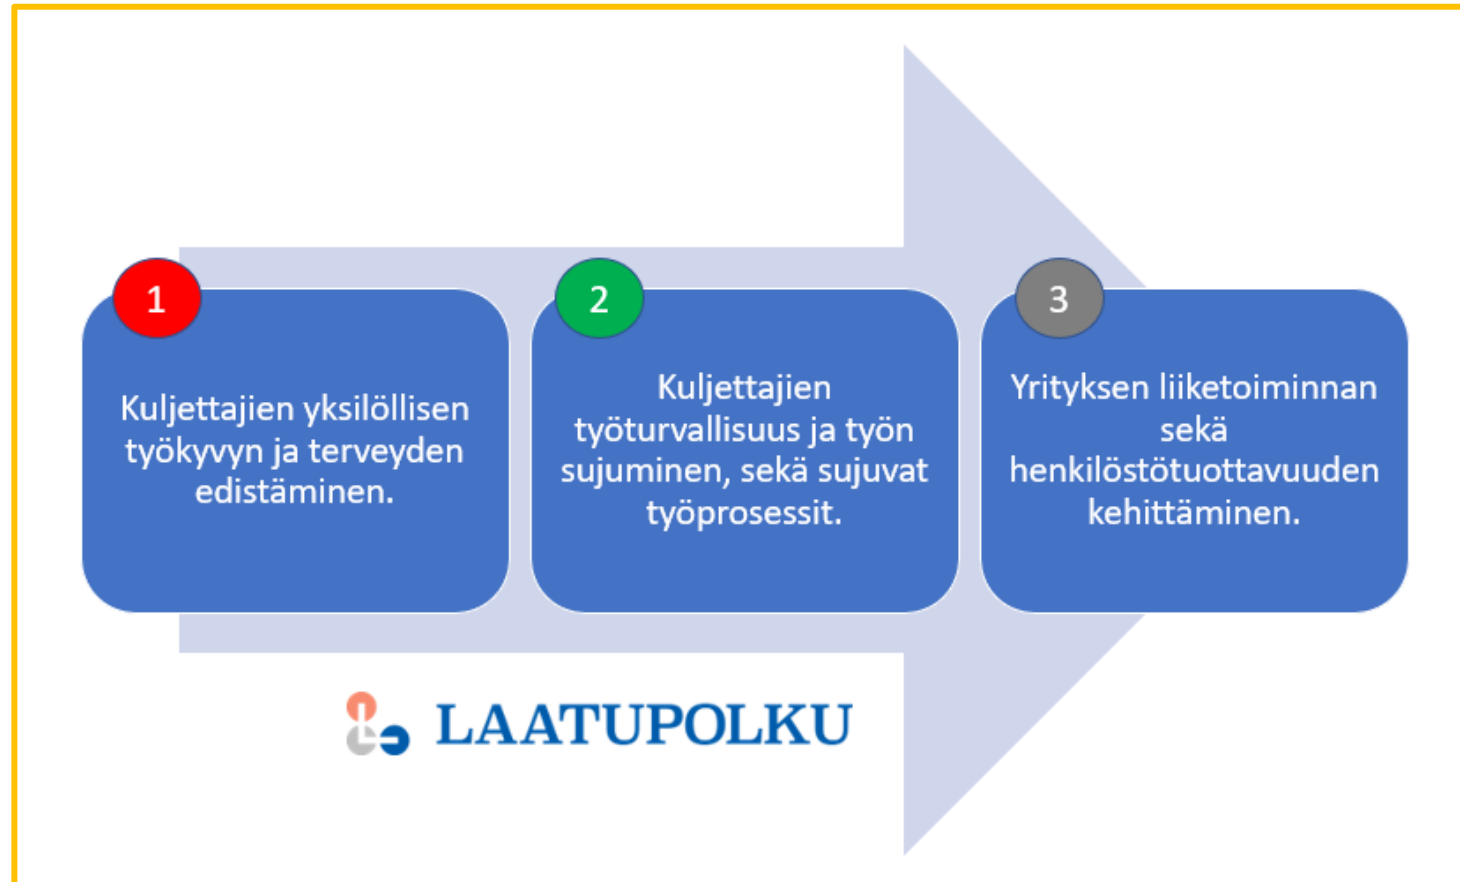 1
Kuljettajien yksilöllisen
työkyvyn ja terveyden
edistäminen.
2
Kuljettajien
työturvallisuus ja työn
sujuminen, sekä sujuvat
työprosessit.
3
Yrityksen liiketoiminnan
sekä
henkilöstötuottavuuden
kehittäminen.
LAATUPOLKU